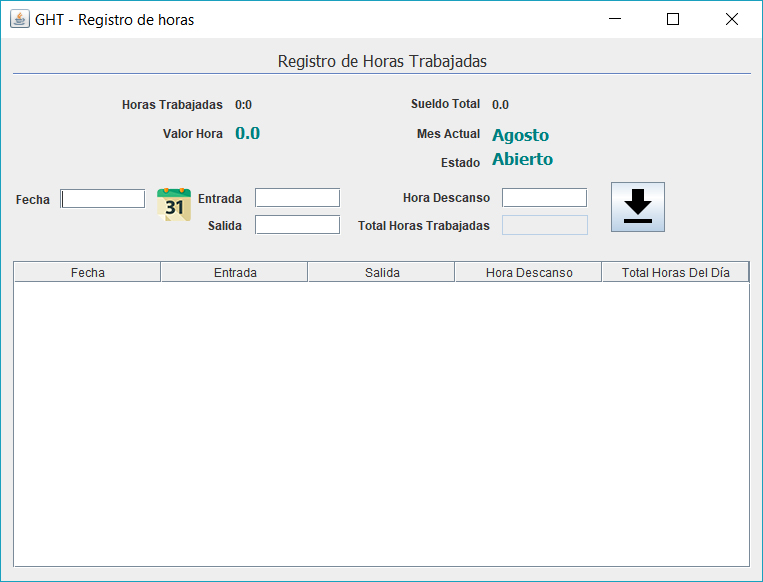 GHT - Registro de horas
Registro de Horas Trabajadas
Horas Trabajadas 0:0 Sueldo Total 0.0
Valor Hora 0.0 Mes Actual Agosto
Estado Abierto
Fecha 31 Entrada Hora Descanso
Salida Total Horas Trabajadas
Fecha Entrada Salida Hora Descanso Total Horas Del Día